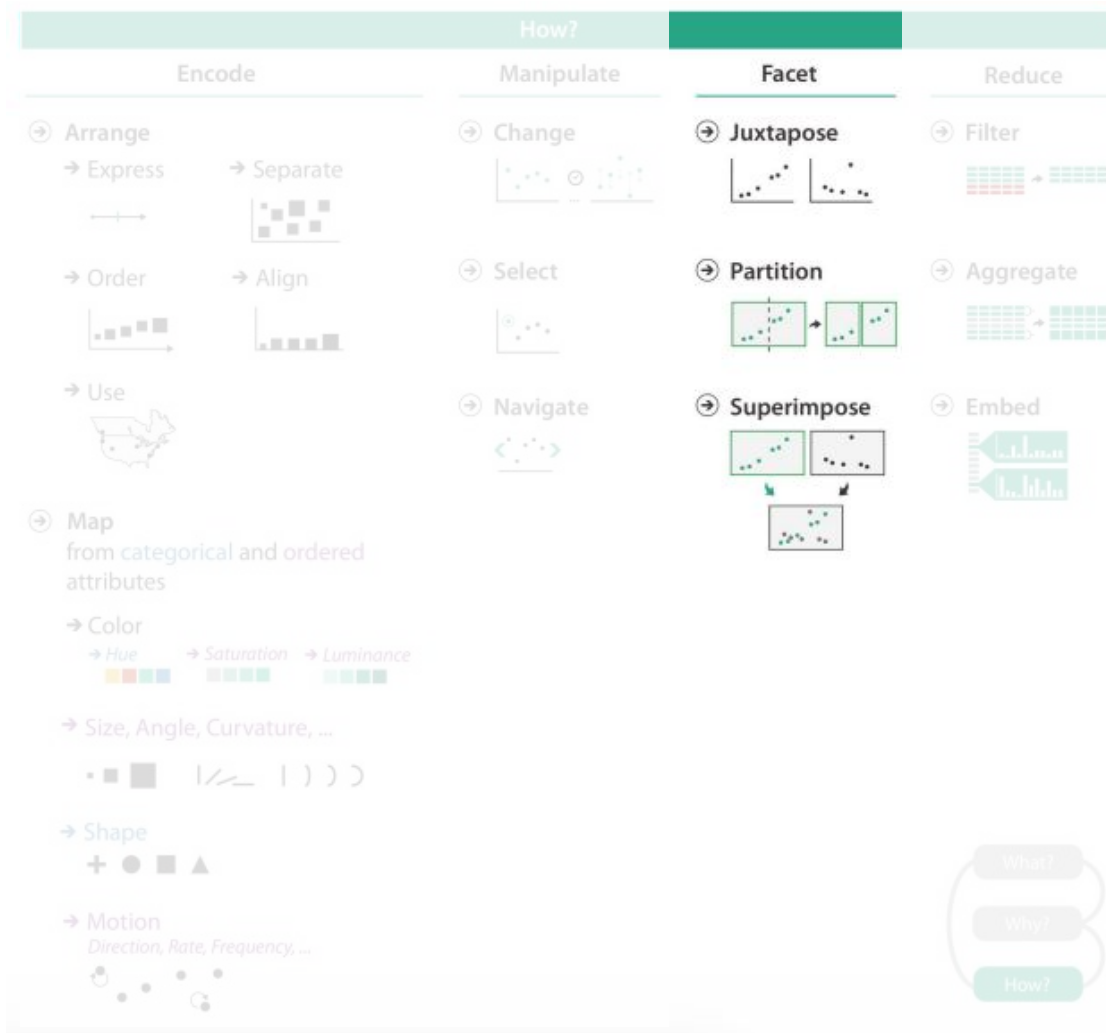 How?
Encode
Manipulate
Facet
Reduce
Arrange
Express
Separate
Order
Align
Use
Map
from categorical and ordered
attributes
Color
Hue
Saturation
Luminance
Size, Angle, Curvature, ...
Shape
Motion
Direction, Rate, Frequency, ...
Change
...
Select
Navigate
Juxtapose
Partition
Superimpose
Filter
Aggregate
Embed
What?
Why?
How?